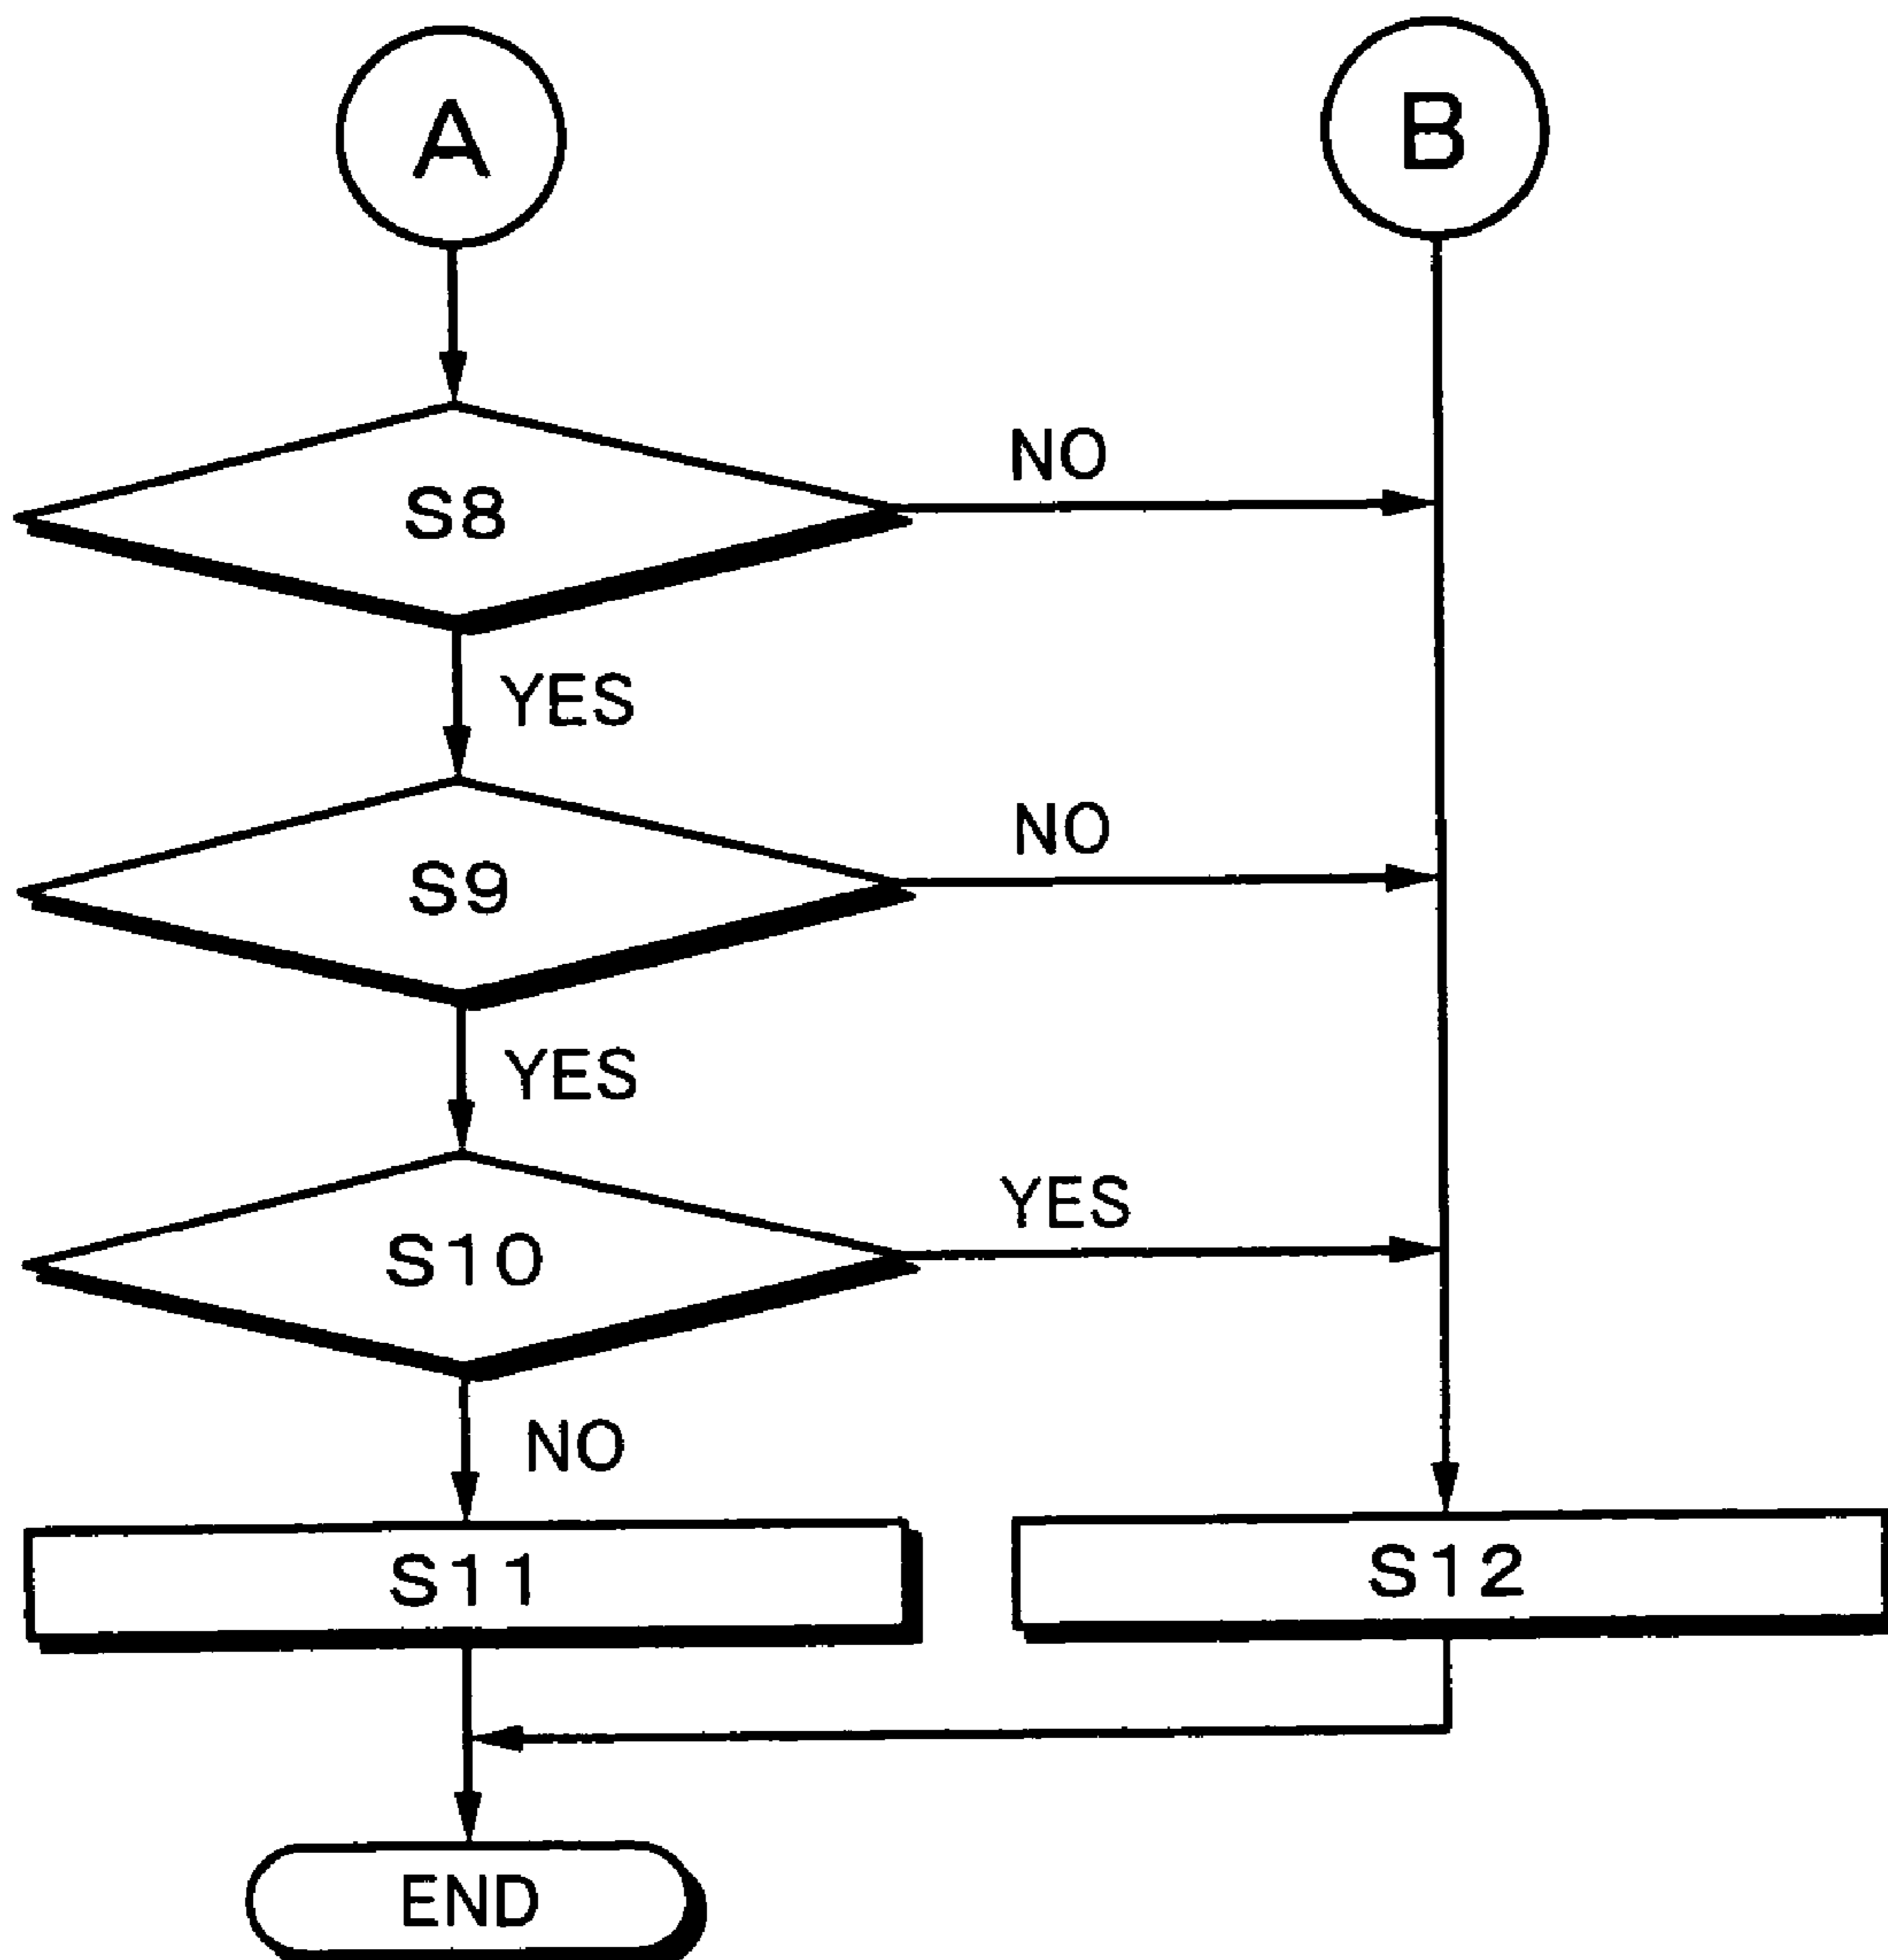 A
B
S8
NO
YES
S9
NO
YES
S10
YES
NO
S11
S12
END